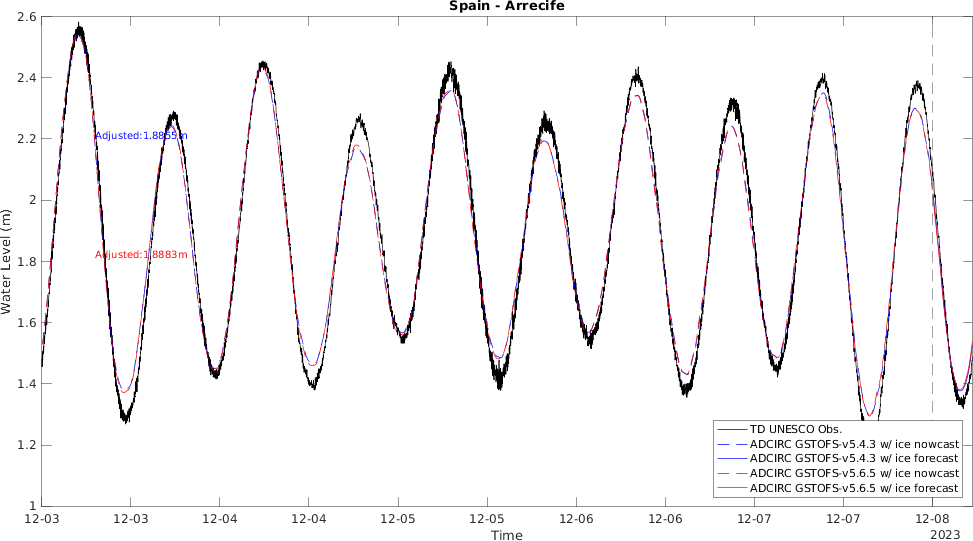 Spain - Arrecife
2.6
2.4
2.2
2
1.8
1.6
1.4
1.2
1
Water Level (m)
Adjusted:1.8855m
Adjusted:1.8883m
TD UNESCO Obs.
ADCIRC GSTOFS-v5.4.3 w/ ice nowcast
ADCIRC GSTOFS-v5.4.3 w/ ice forecast
ADCIRC GSTOFS-v5.6.5 w/ ice nowcast
ADCIRC GSTOFS-v5.6.5 w/ ice forecast
12-03 12-03 12-04 12-04 12-05 12-05 12-06 12-06 12-07 12-07 12-08
Time
2023